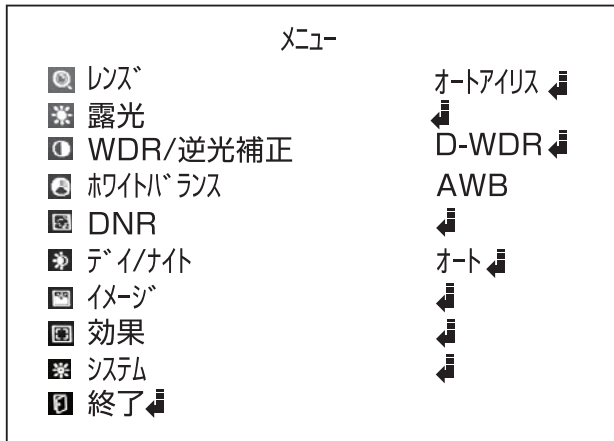 メニュー
レンズ オートアイリス
露光
WDR/逆光補正 D-WDR
ホワイトバランス AWB
DNR
デイ/ナイト オート
イメージ
効果
システム
終了